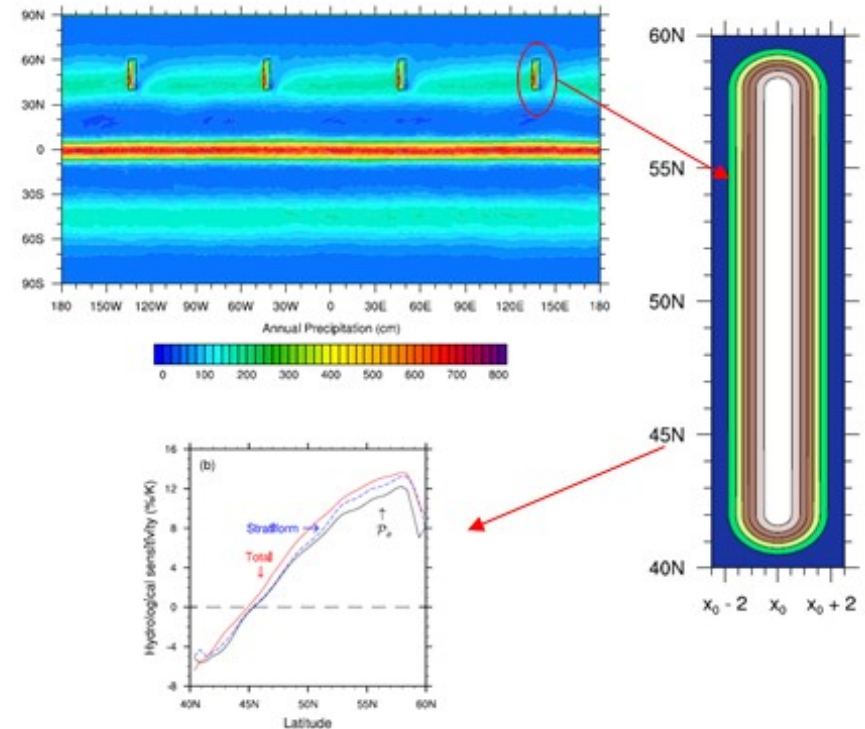 90N
60N
30N
0
30S
60S
90S
180 150W 120W 90W 60W 30W 0 30E 60E 90E 120E 150E 180
Annual Precipitation (cm)
0 100 200 300 400 500 600 700 800
60N
55N
50N
45N
40N
x₀ - 2 x₀ x₀ + 2
(b)
Hydrological sensitivity (%/K)
16
12
8
4
0
-4
-8
Stratiform →
Total
↓
↑
𝒫ₒ
40N 45N 50N 55N 60N
Latitude